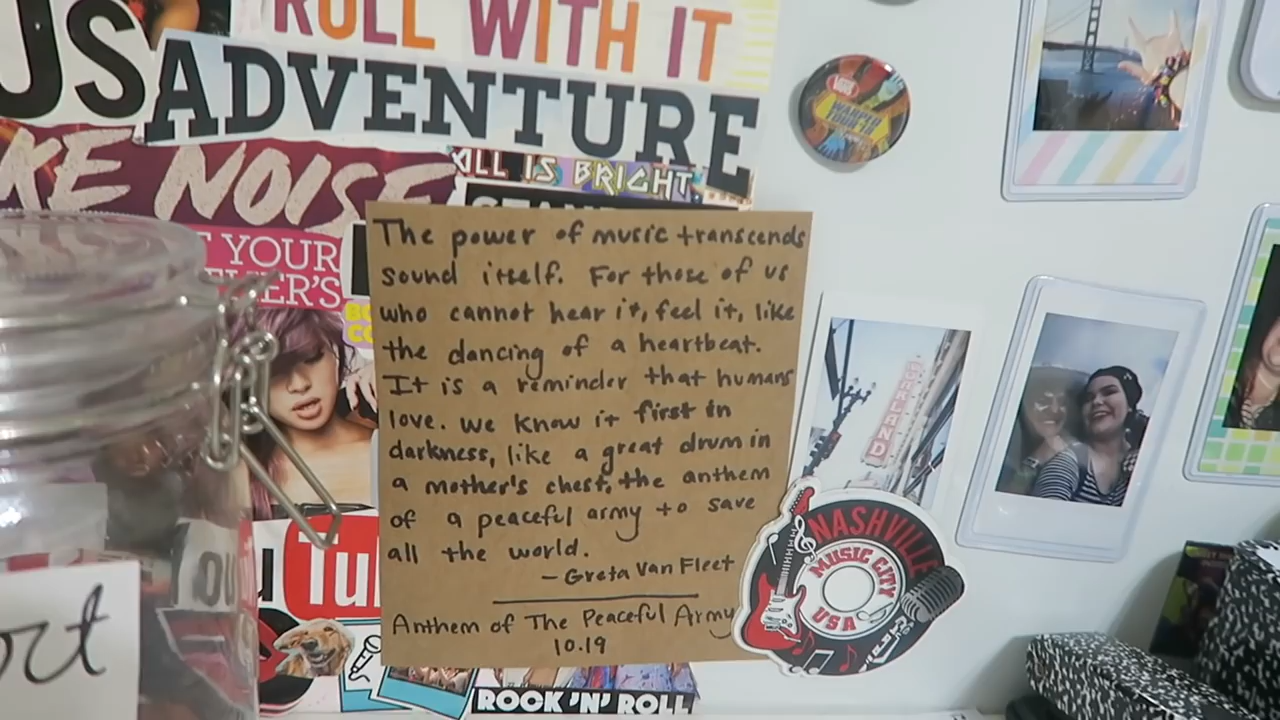 ROLL WITH IT
US
ADVENTURE
KE NOISE
ALL IS BRIGHT
YOUR
The power of music transcends
sound itself. For those of us
who cannot hear it, feel it, like
the dancing of a heartbeat.
It is a reminder that humans
love. we know it first in
darkness, like a great drum in
a mother's chest, the anthem
of a peaceful army to save
all the world.
- Greta Van Fleet
Anthem of The Peaceful Army
10.19
NASHVILLE
MUSIC CITY
USA
ROCK 'N' ROLL